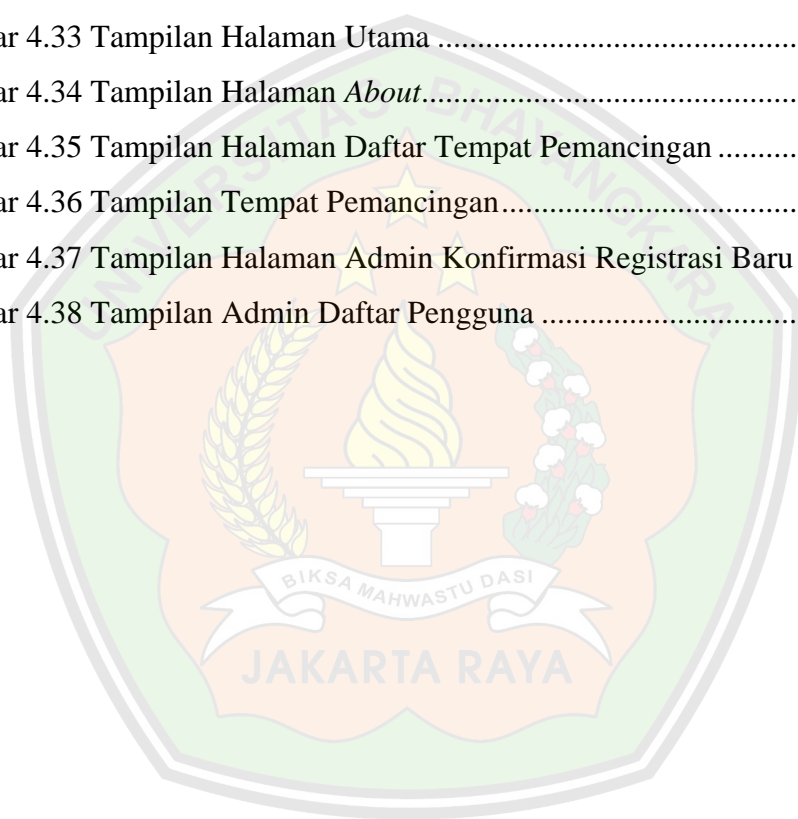 ar 4.33 Tampilan Halaman Utama ............................................
ar 4.34 Tampilan Halaman About..............................................
ar 4.35 Tampilan Halaman Daftar Tempat Pemancingan ..........
ar 4.36 Tampilan Tempat Pemancingan.....................................
ar 4.37 Tampilan Halaman Admin Konfirmasi Registrasi Baru
ar 4.38 Tampilan Admin Daftar Pengguna ................................
UNIVERSITAS BHAYANGKARA
BIKSA MAHWASTU DASI
JAKARTA RAYA